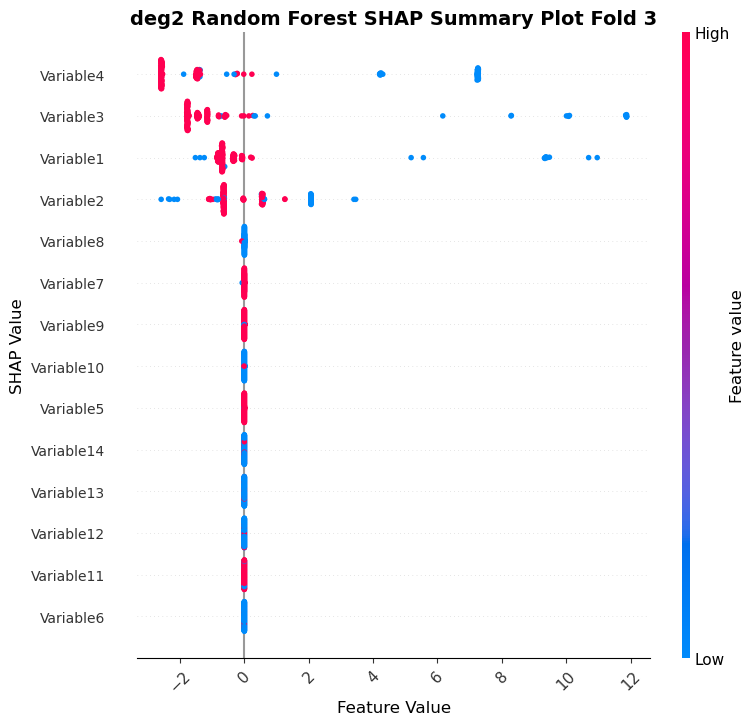 deg2 Random Forest SHAP Summary Plot Fold 3
High
Variable4
Variable3
Variable1
Variable2
Variable8
Variable7
Variable9
Variable10
Variable5
Variable14
Variable13
Variable12
Variable11
Variable6
SHAP Value
Feature value
Low
−2
0
2
4
6
8
10
12
Feature Value